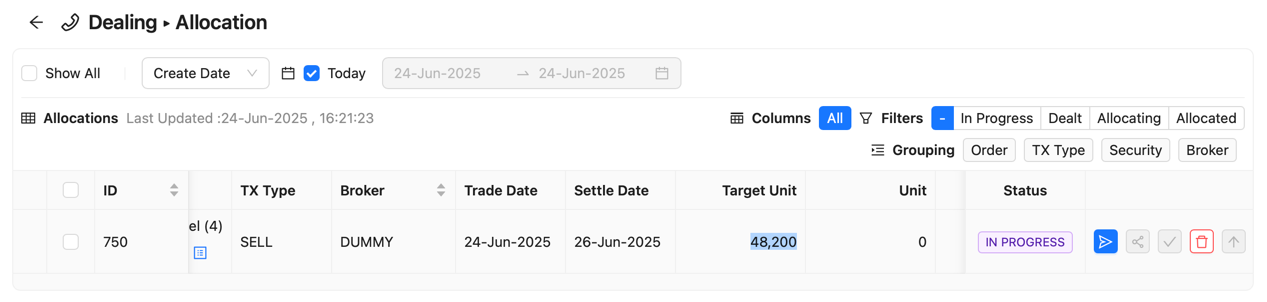 Dealing ▸ Allocation
Show All Create Date Today 24-Jun-2025 → 24-Jun-2025
Allocations Last Updated :24-Jun-2025 , 16:21:23 Columns All Filters - In Progress Dealt Allocating Allocated
Grouping Order TX Type Security Broker
ID TX Type Broker Trade Date Settle Date Target Unit Unit Status
el (4)
750 SELL DUMMY 24-Jun-2025 26-Jun-2025 48,200 0 IN PROGRESS